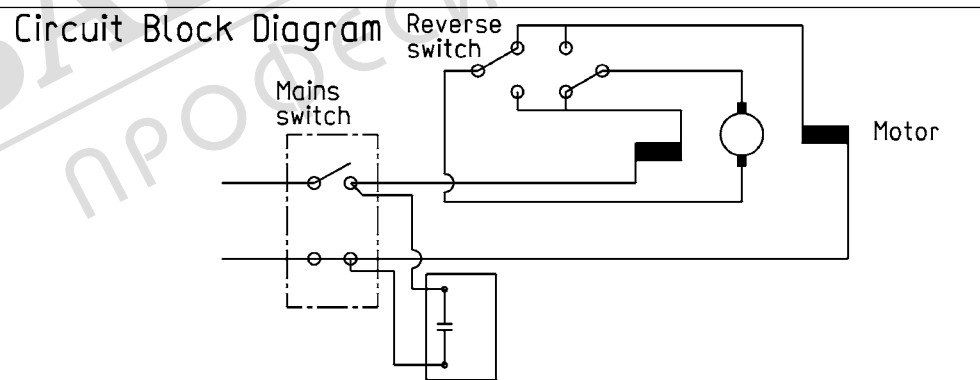 Circuit Block Diagram
Reverse
switch
Mains
switch
Motor